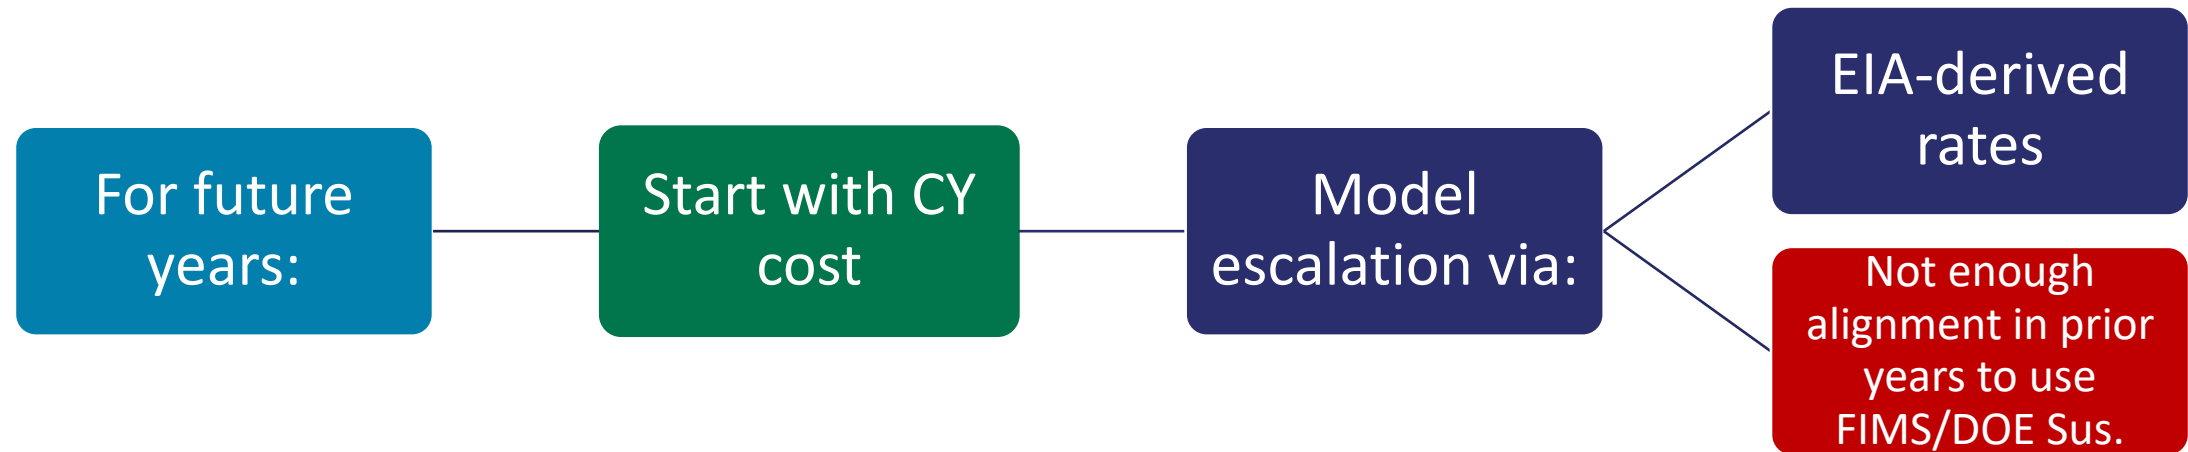 For future
years:
Start with CY
cost
Model
escalation via:
EIA-derived
rates
Not enough
alignment in prior
years to use
FIMS/DOE Sus.